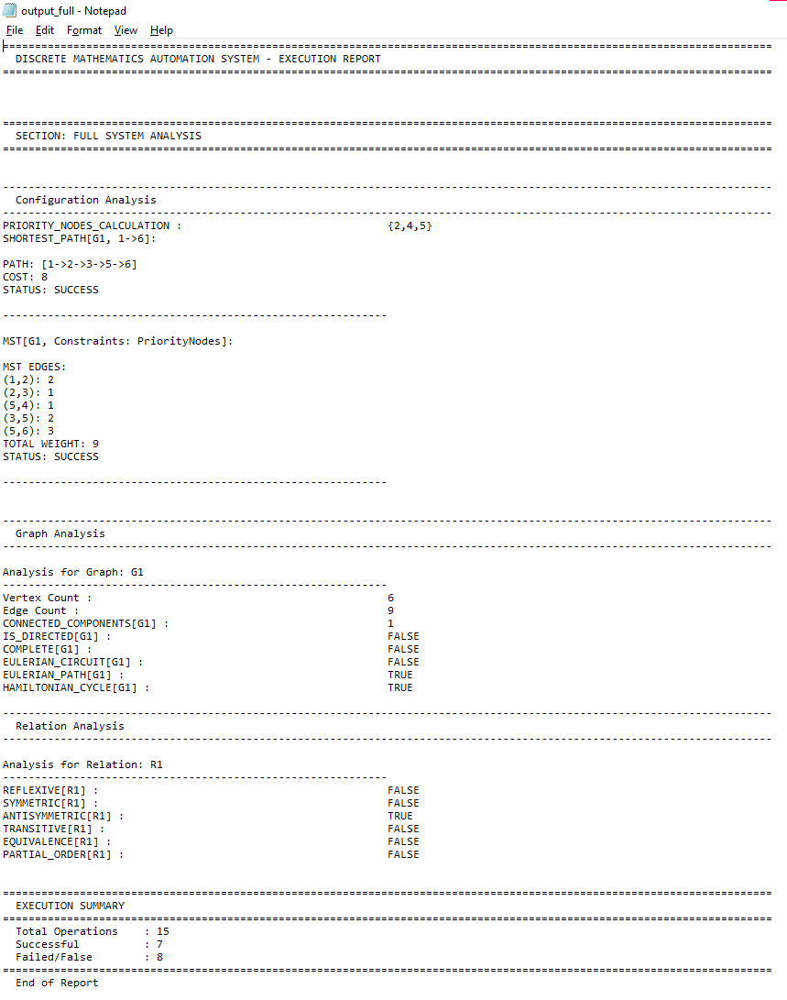 output_full - Notepad
File Edit Format View Help
========================================================================================================================
DISCRETE MATHEMATICS AUTOMATION SYSTEM - EXECUTION REPORT
========================================================================================================================
========================================================================================================================
SECTION: FULL SYSTEM ANALYSIS
========================================================================================================================
------------------------------------------------------------------------------------------------------------------------
Configuration Analysis
------------------------------------------------------------------------------------------------------------------------
PRIORITY_NODES_CALCULATION : {2,4,5}
SHORTEST_PATH[G1, 1->6]:
PATH: [1->2->3->5->6]
COST: 8
STATUS: SUCCESS
------------------------------------------------------------
MST[G1, Constraints: PriorityNodes]:
MST EDGES:
(1,2): 2
(2,3): 1
(5,4): 1
(3,5): 2
(5,6): 3
TOTAL WEIGHT: 9
STATUS: SUCCESS
------------------------------------------------------------
------------------------------------------------------------------------------------------------------------------------
Graph Analysis
------------------------------------------------------------------------------------------------------------------------
Analysis for Graph: G1
------------------------------------------------------------
Vertex Count : 6
Edge Count : 9
CONNECTED_COMPONENTS[G1] : 1
IS_DIRECTED[G1] : FALSE
COMPLETE[G1] : FALSE
EULERIAN_CIRCUIT[G1] : FALSE
EULERIAN_PATH[G1] : TRUE
HAMILTONIAN_CYCLE[G1] : TRUE
------------------------------------------------------------------------------------------------------------------------
Relation Analysis
------------------------------------------------------------------------------------------------------------------------
Analysis for Relation: R1
------------------------------------------------------------
REFLEXIVE[R1] : FALSE
SYMMETRIC[R1] : FALSE
ANTISYMMETRIC[R1] : TRUE
TRANSITIVE[R1] : FALSE
EQUIVALENCE[R1] : FALSE
PARTIAL_ORDER[R1] : FALSE
========================================================================================================================
EXECUTION SUMMARY
========================================================================================================================
Total Operations : 15
Successful : 7
Failed/False : 8
========================================================================================================================
End of Report